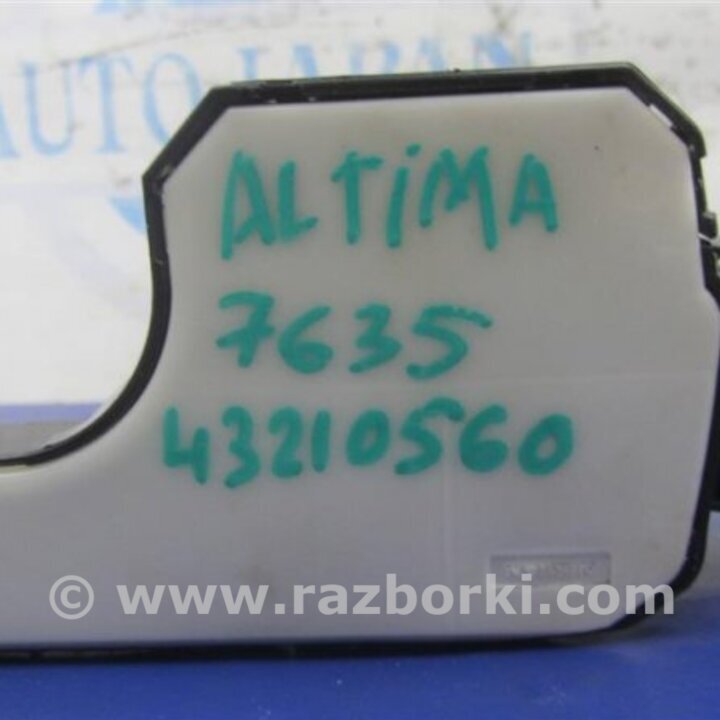 AUTO JAPAN
ALTiMA
7635
43210560
© www.razborki.com